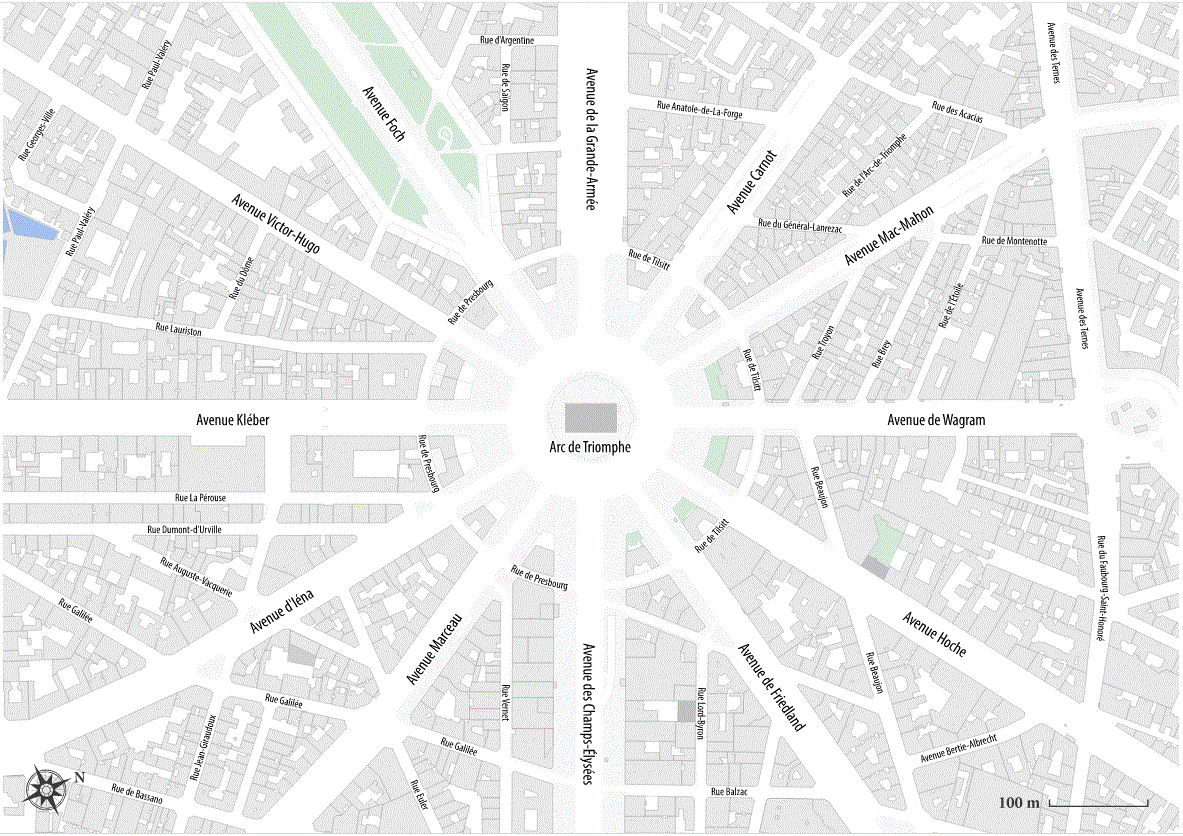 Rue d'Argentine
Rue Paul-Valéry
Avenue des Ternes
Rue de Saïgon
Avenue de la Grande-Armée
Avenue Foch
Rue Anatole-de-La-Forge
Rue des Acacias
Rue Georges-Ville
Rue de l'Arc-de-Triomphe
Avenue Carnot
Avenue Victor-Hugo
Rue Paul-Valéry
Rue du Général-Lanrezac
Avenue Mac-Mahon
Rue de Montenotte
Rue de Tilsitt
Rue du Dôme
Rue de Presbourg
Rue de l'Étoile
Avenue des Ternes
Rue Lauriston
Rue Troyon
Rue Brey
Rue de Tilsitt
Avenue Kléber
Avenue de Wagram
Arc de Triomphe
Rue de Presbourg
Rue Beaujon
Rue La Pérouse
Rue Dumont-d'Urville
Rue de Tilsitt
Rue du Faubourg-Saint-Honoré
Rue Auguste-Vacquerie
Rue de Presbourg
Rue Galilée
Avenue d'Iéna
Avenue Marceau
Avenue Hoche
Avenue des Champs-Élysées
Avenue de Friedland
Rue Beaujon
Rue Vernet
Rue Lord-Byron
Rue Galilée
Rue Jean-Giraudoux
Rue Galilée
Avenue Bertie-Albrecht
N
Rue de Bassano
Rue Euler
Rue Balzac
100 m